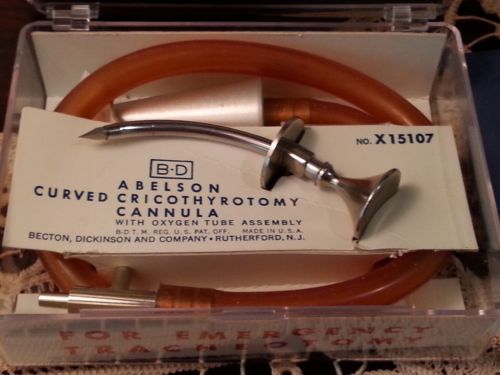 NO. X 15107
B-D
ABELSON
CURVED CRICOTHYROTOMY
CANNULA
WITH OXYGEN TUBE ASSEMBLY
B-D T. M. REG. U.S. PAT. OFF. MADE IN U.S.A.
BECTON, DICKINSON AND COMPANY • RUTHERFORD, N.J.
FOR EMERGENCY
TRACHEOTOMY